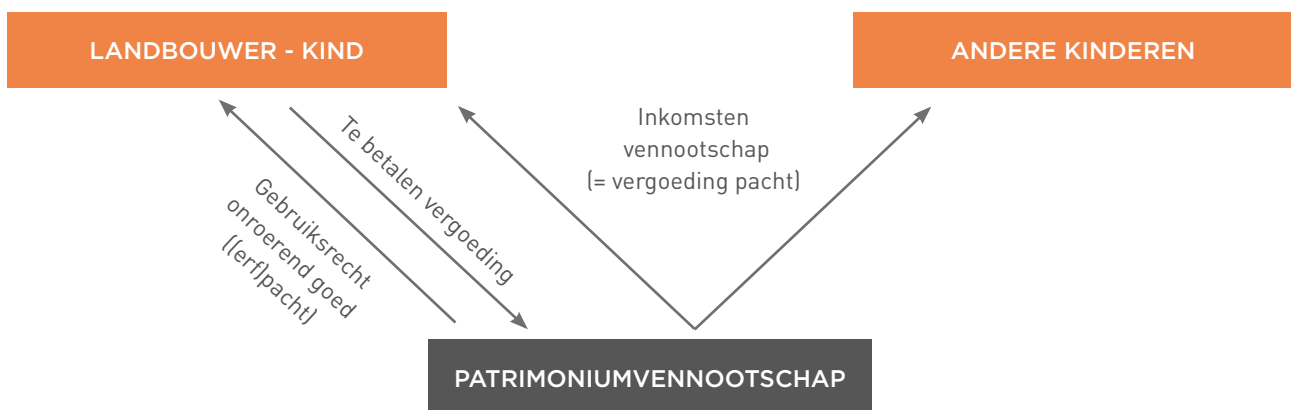 LANDBOUWER - KIND
ANDERE KINDEREN
Te betalen vergoeding
Inkomsten
vennootschap
(= vergoeding pacht)
Gebruiksrecht
onroerend goed
((erf)pacht)
PATRIMONIUMVENNOOTSCHAP